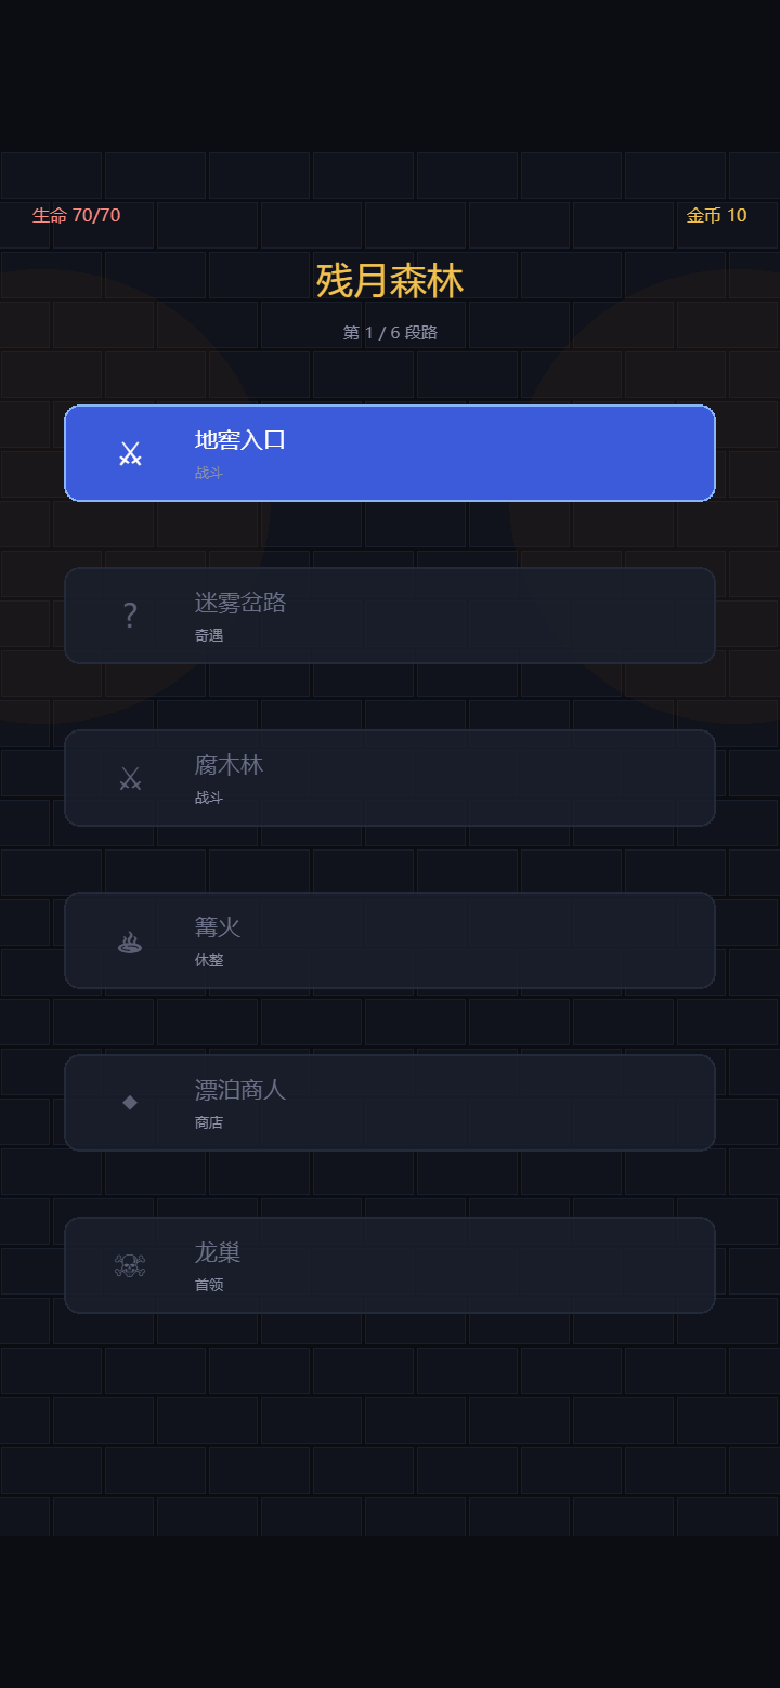 生命 70/70
金币 10
残月森林
第 1 / 6 段路
地窖入口
战斗
?
迷雾岔路
奇遇
腐木林
战斗
篝火
休整
漂泊商人
商店
龙巢
首领